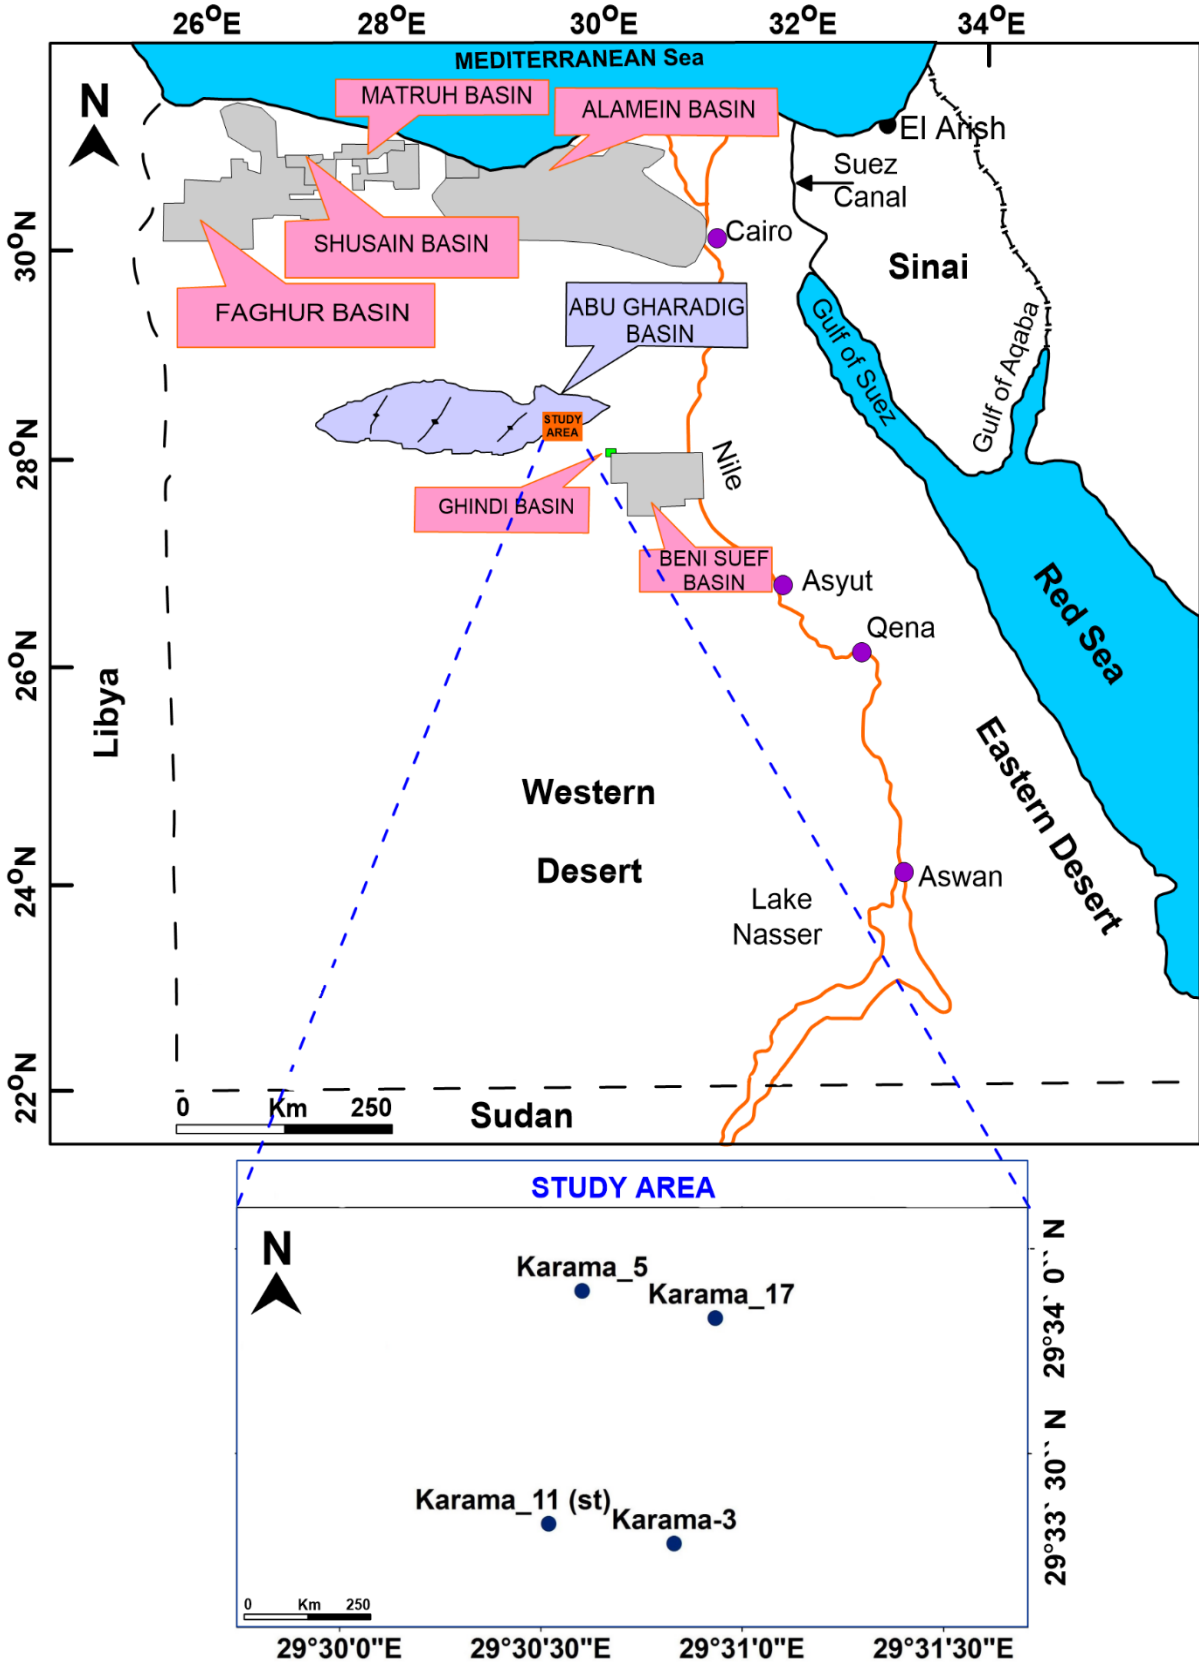 26°E 28°E 30°E 32°E 34°E
MEDITERRANEAN Sea
N
MATRUH BASIN
ALAMEIN BASIN
El Arish
Suez
Canal
30°N
SHUSAIN BASIN
Cairo
Sinai
FAGHUR BASIN
ABU GHARADIG
BASIN
Gulf of Suez
Gulf of Aqaba
STUDY
AREA
28°N
Nile
GHINDI BASIN
BENI SUEF
BASIN
Asyut
Qena
Red Sea
26°N
Libya
Western
Desert
Eastern Desert
24°N
Aswan
Lake
Nasser
22°N
0 Km 250
Sudan
STUDY AREA
N
Karama_5
Karama_17
29°34`0`` N
Karama_11 (st)
Karama-3
29°33` 30`` N
0 Km 250
29°30'0"E 29°30'30"E 29°31'0"E 29°31'30"E